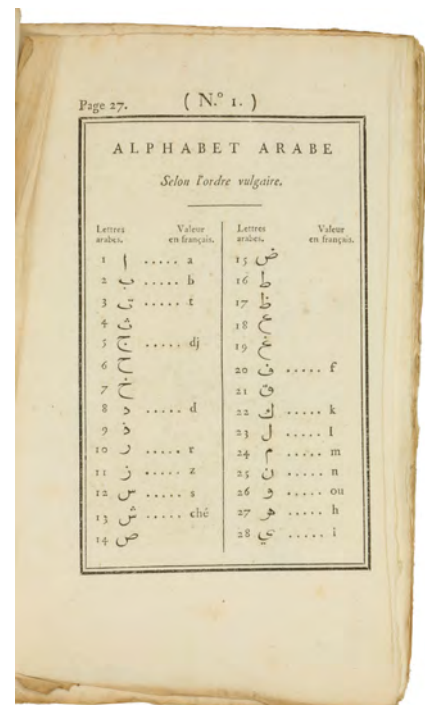 Page 27. ( N.º 1. )
ALPHABET ARABE
Selon l'ordre vulgaire.
Lettres arabes. Valeur en français.
1 ا ..... a
2 ب ..... b
3 ت ..... t
4 ث
5 ج ..... dj
6 ح
7 خ
8 د ..... d
9 ذ
10 ر ..... r
11 ز ..... z
12 س ..... s
13 ش ..... ché
14 ص
Lettres arabes. Valeur en français.
15 ض
16 ط
17 ظ
18 ع
19 غ
20 ف ..... f
21 ق
22 ك ..... k
23 ل ..... l
24 م ..... m
25 ن ..... n
26 و ..... ou
27 ه ..... h
28 ي ..... i